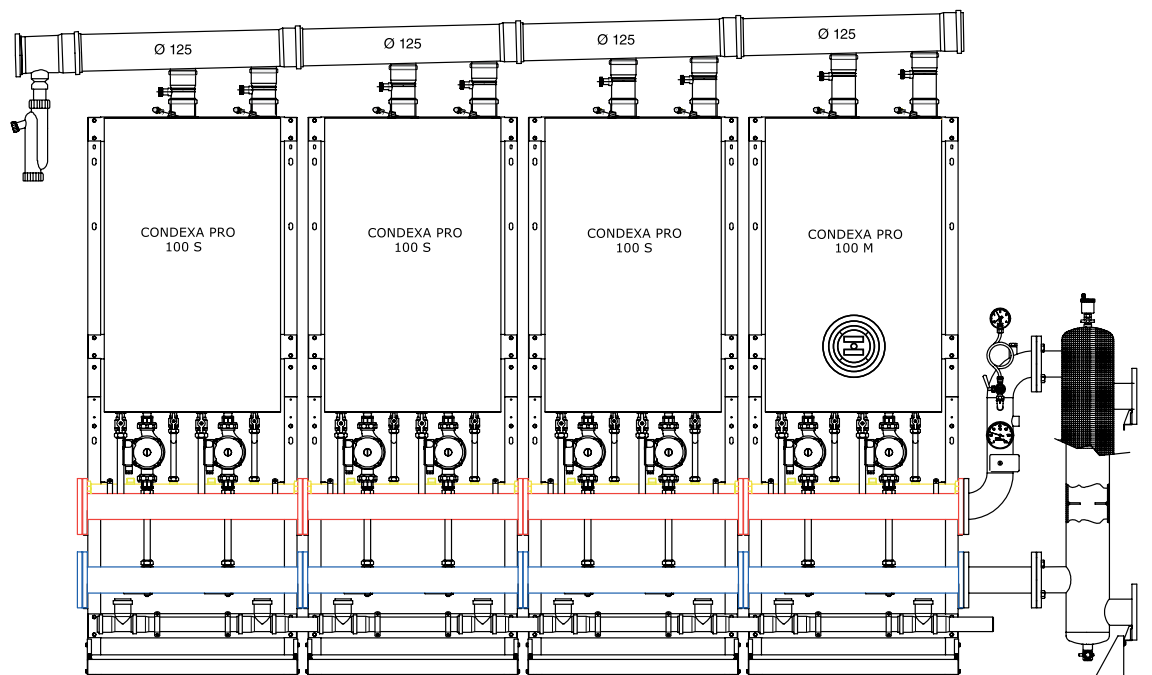 Ø 125
Ø 125
Ø 125
Ø 125
CONDEXA PRO
100 S
CONDEXA PRO
100 S
CONDEXA PRO
100 S
CONDEXA PRO
100 M